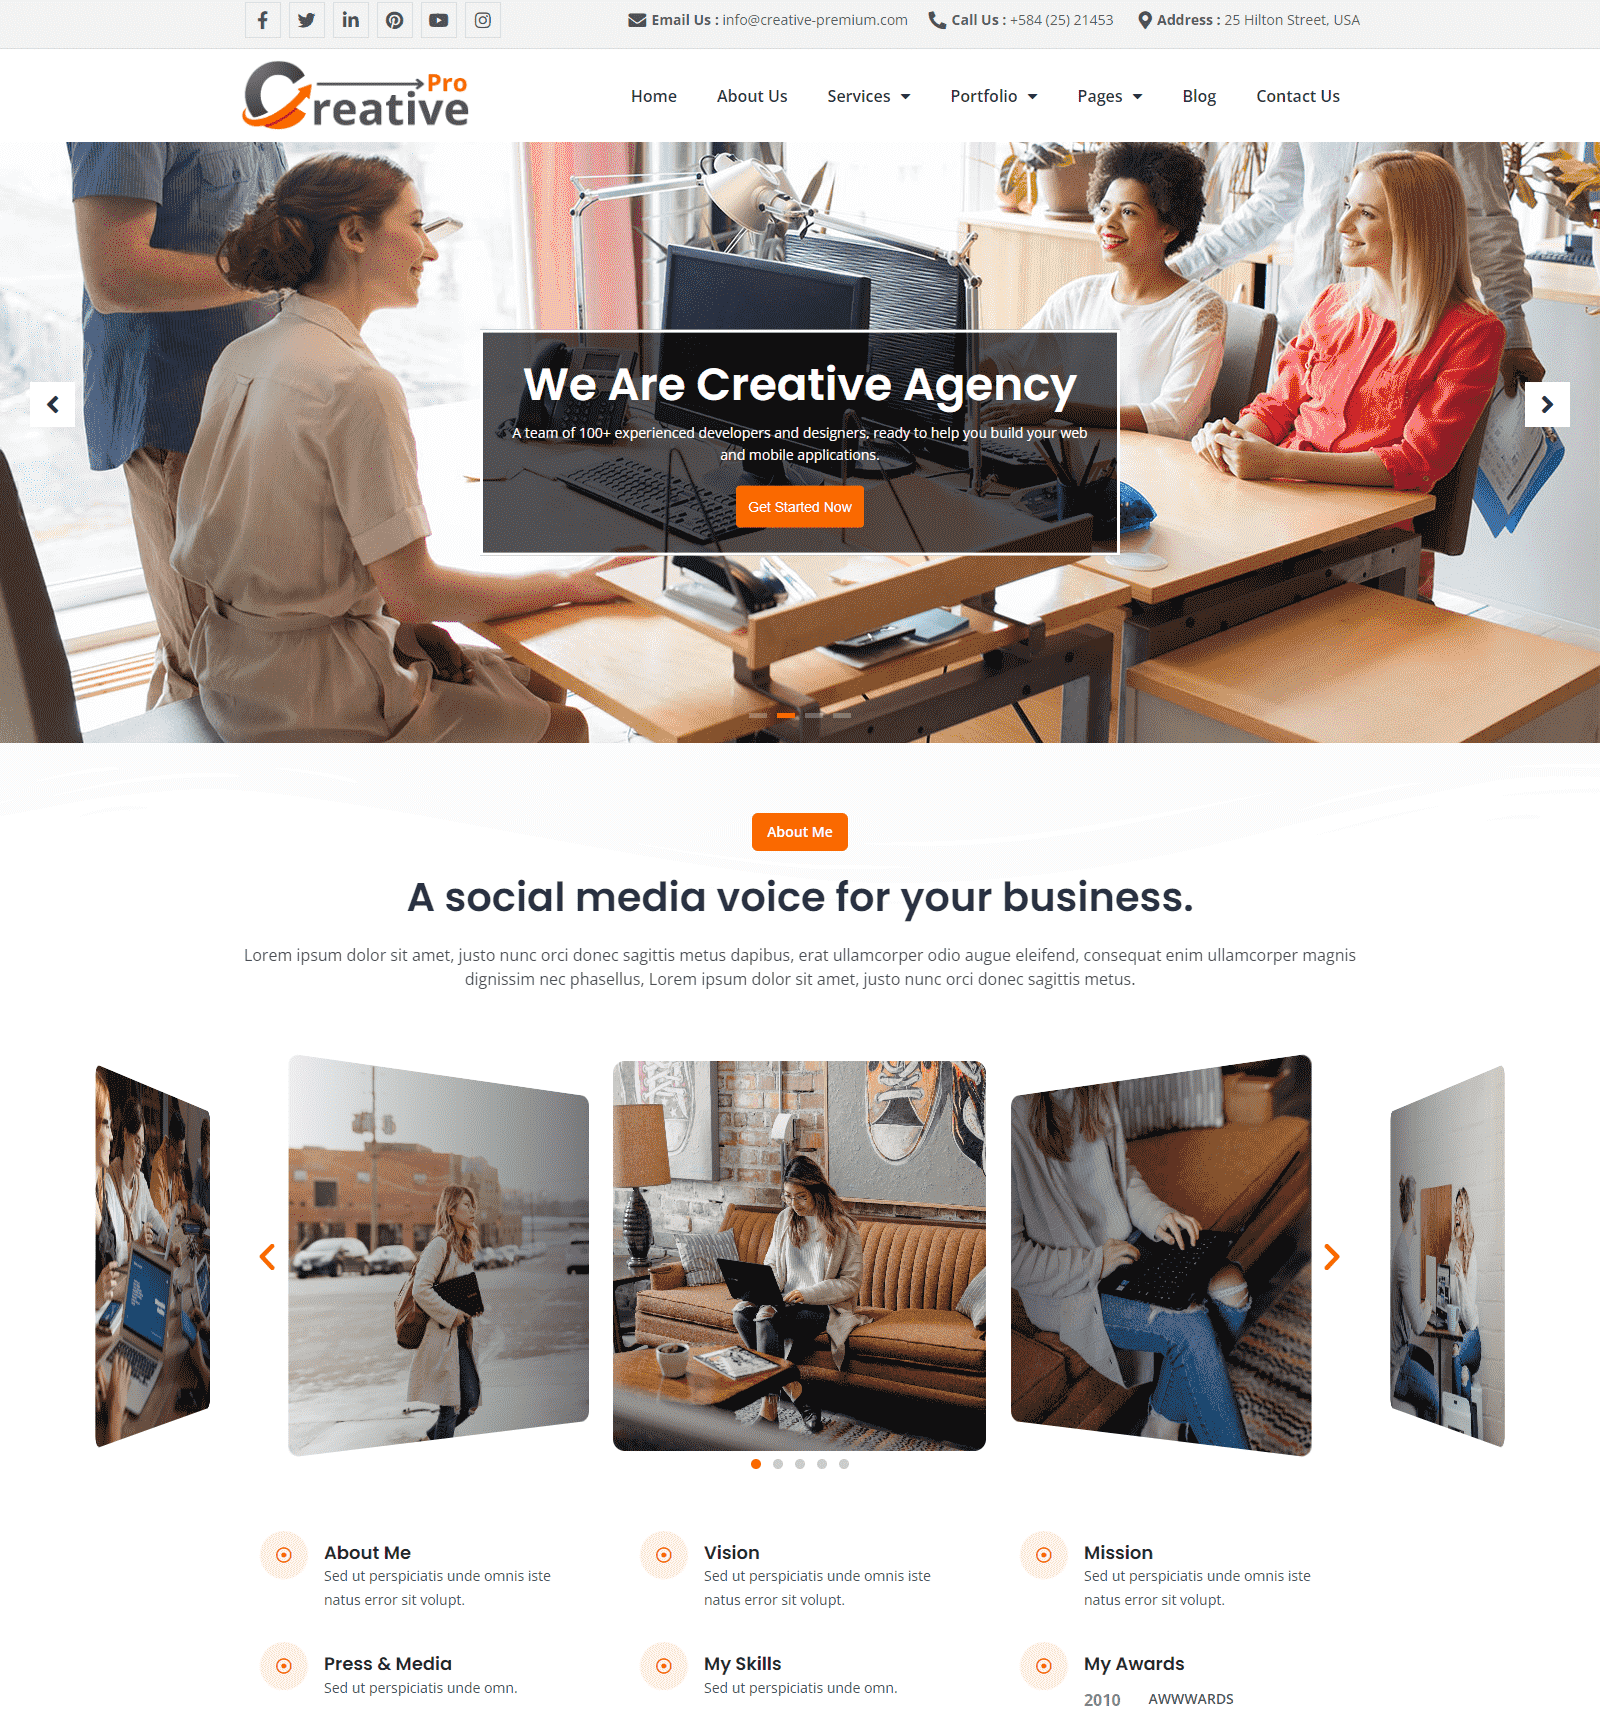 Email Us : info@creative-premium.com
Call Us : +584 (25) 21453
Address : 25 Hilton Street, USA
Creative Pro
Home
About Us
Services
Portfolio
Pages
Blog
Contact Us
We Are Creative Agency
A team of 100+ experienced developers and designers, ready to help you build your web
and mobile applications.
Get Started Now
About Me
A social media voice for your business.
Lorem ipsum dolor sit amet, justo nunc orci donec sagittis metus dapibus, erat ullamcorper odio augue eleifend, consequat enim ullamcorper magnis
dignissim nec phasellus, Lorem ipsum dolor sit amet, justo nunc orci donec sagittis metus.
About Me
Sed ut perspiciatis unde omnis iste
natus error sit volupt.
Vision
Sed ut perspiciatis unde omnis iste
natus error sit volupt.
Mission
Sed ut perspiciatis unde omnis iste
natus error sit volupt.
Press & Media
Sed ut perspiciatis unde omn.
My Skills
Sed ut perspiciatis unde omn.
My Awards
2010 AWWWARDS